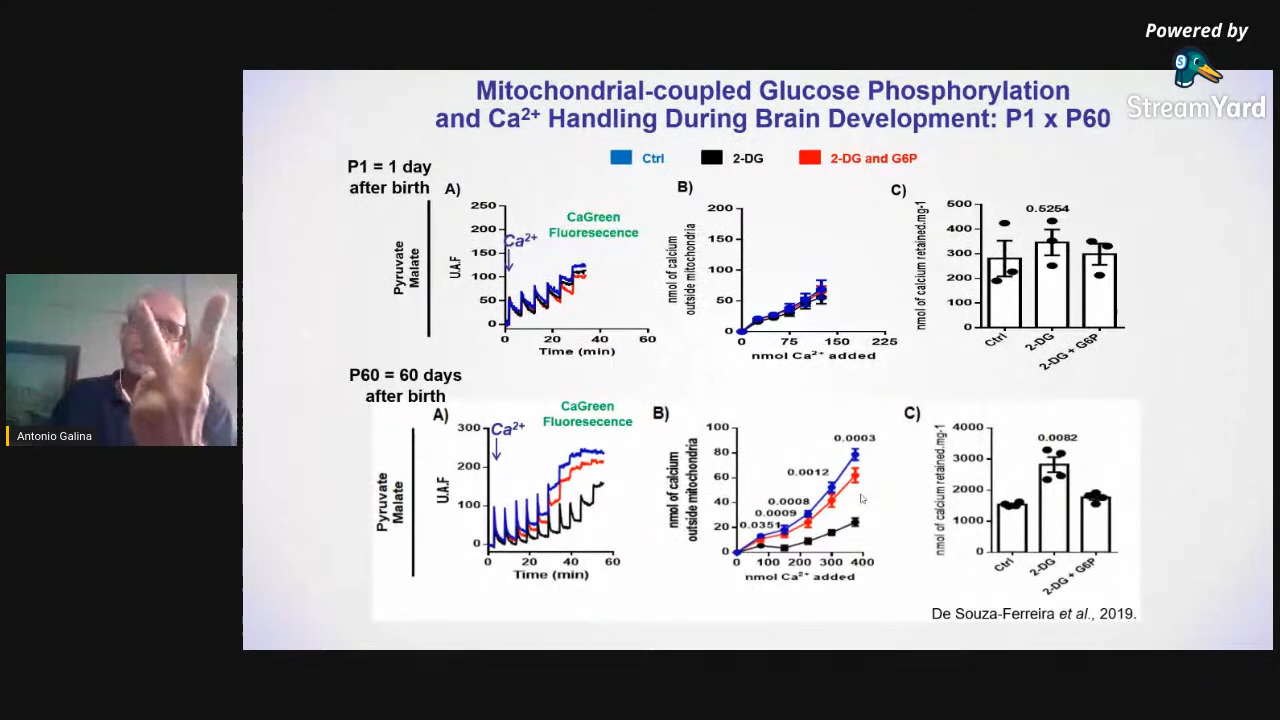 Powered by
StreamYard
Mitochondrial-coupled Glucose Phosphorylation
and Ca²⁺ Handling During Brain Development: P1 x P60
Ctrl 2-DG 2-DG and G6P
P1 = 1 day
after birth
Pyruvate
Malate
A)
CaGreen
Fluoresecence
Ca²⁺
U.A.F
250
200
150
100
50
0
0 20 40 60
Time (min)
B)
nmol of calcium
outside mitochondria
200
150
100
50
0
0 75 150 225
nmol Ca²⁺ added
C)
nmol of calcium retained.mg-1
500
400
300
200
100
0
0.5254
Ctrl 2-DG 2-DG + G6P
P60 = 60 days
after birth
Pyruvate
Malate
A)
CaGreen
Fluoresecence
Ca²⁺
U.A.F
300
200
100
0
0 20 40 60
Time (min)
B)
nmol of calcium
outside mitochondria
100
80
60
40
20
0
0.0003
0.0012
0.0008
0.0009
0.0351
0 100 200 300 400
nmol Ca²⁺ added
C)
nmol of calcium retained.mg-1
4000
3000
2000
1000
0
0.0082
Ctrl 2-DG 2-DG + G6P
De Souza-Ferreira et al., 2019.
Antonio Galina